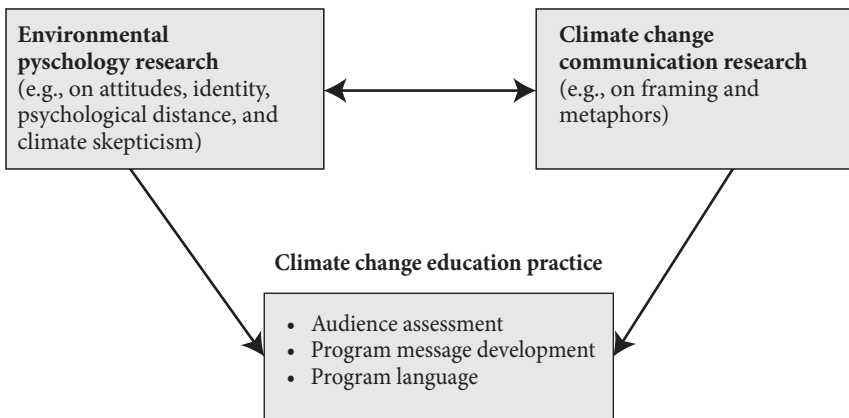 Environmental
pyschology research
(e.g., on attitudes, identity,
psychological distance, and
climate skepticism)
Climate change
communication research
(e.g., on framing and
metaphors)
Climate change education practice
• Audience assessment
• Program message development
• Program language